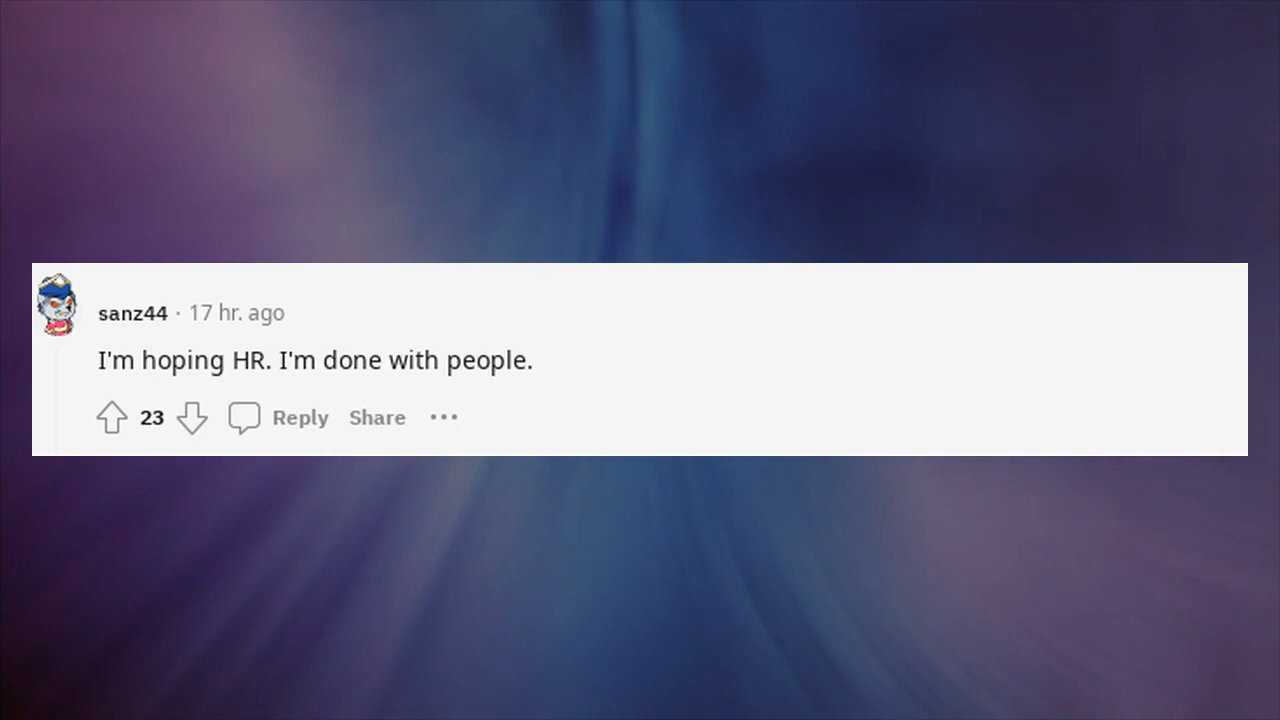 sanz44 · 17 hr. ago
I'm hoping HR. I'm done with people.
23 Reply Share